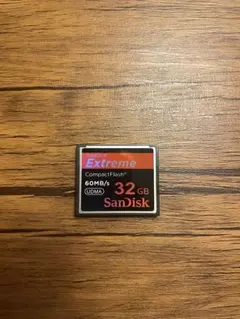 Extreme
CompactFlash®
60MB/s
UDMA
32 GB
SanDisk